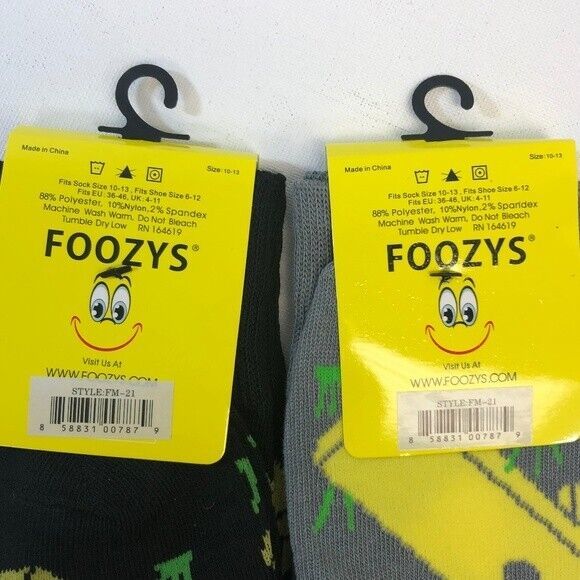 Made in China
Size: 10-13
Fits Sock Size 10-13, Fits Shoe Size 6-12
Fits EU: 36-46, UK: 4-11
88% Polyester, 10%Nylon,2% Spandex
Machine Wash Warm, Do Not Bleach
Tumble Dry Low RN 164619
FOOZYS®
Visit Us At
WWW.FOOZYS.COM
STYLE:FM-21
8 58831 00787 9
Made in China
Size: 10-13
Fits Sock Size 10-13, Fits Shoe Size 6-12
Fits EU: 36-46, UK: 4-11
88% Polyester, 10%Nylon,2% Spandex
Machine Wash Warm, Do Not Bleach
Tumble Dry Low RN 164619
FOOZYS®
Visit Us At
WWW.FOOZYS.COM
STYLE:FM-21
8 58831 00787 9